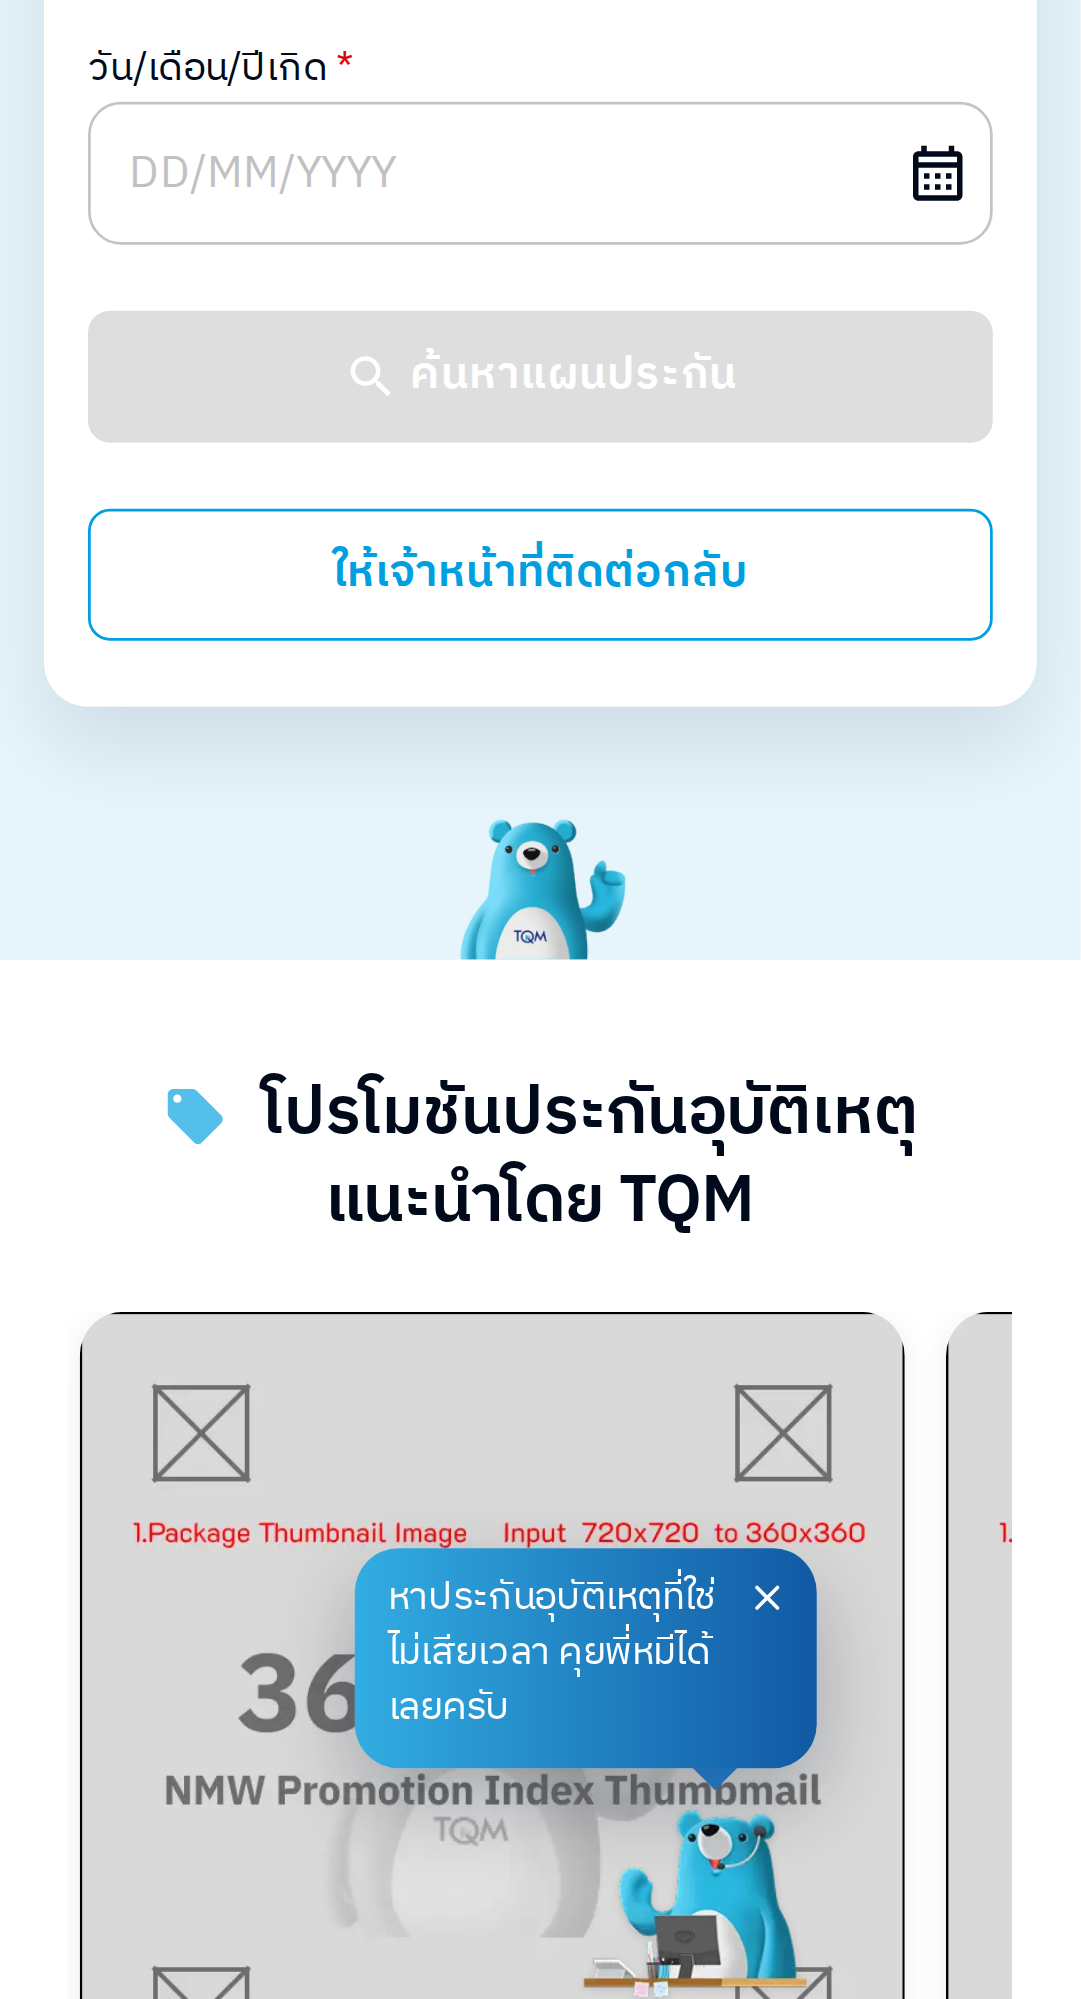 วัน/เดือน/ปีเกิด *
DD/MM/YYYY
ค้นหาแผนประกัน
ให้เจ้าหน้าที่ติดต่อกลับ
TQM
โปรโมชันประกันอุบัติเหตุ
แนะนำโดย TQM
1.Package Thumbnail Image Input 720x720 to 360x360
1.
หาประกันอุบัติเหตุที่ใช่
ไม่เสียเวลา คุยพี่หมีได้
เลยครับ
36
NMW Promotion Index Thumbmail
TQM